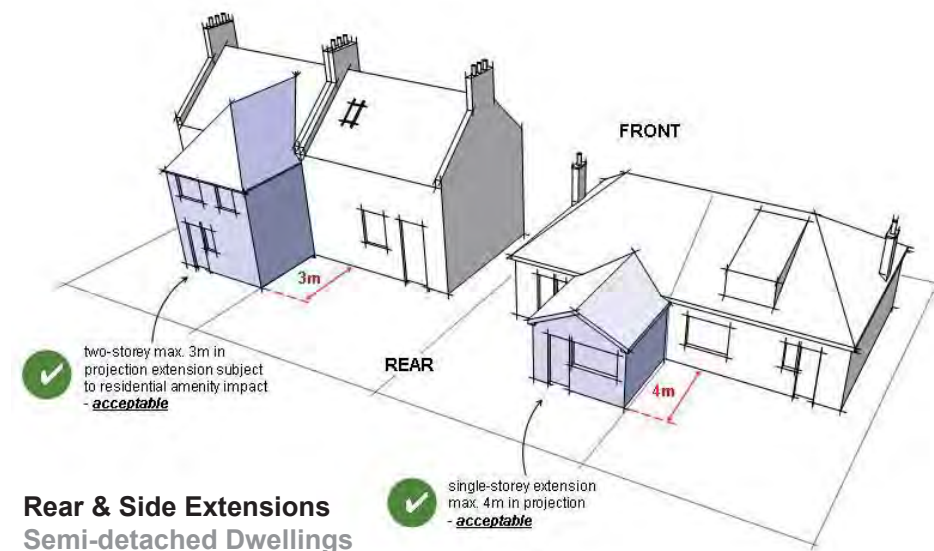 FRONT
3m
two-storey max. 3m in
projection extension subject
to residential amenity impact
- acceptable
REAR
4m
single-storey extension
max. 4m in projection
- acceptable
Rear & Side Extensions
Semi-detached Dwellings